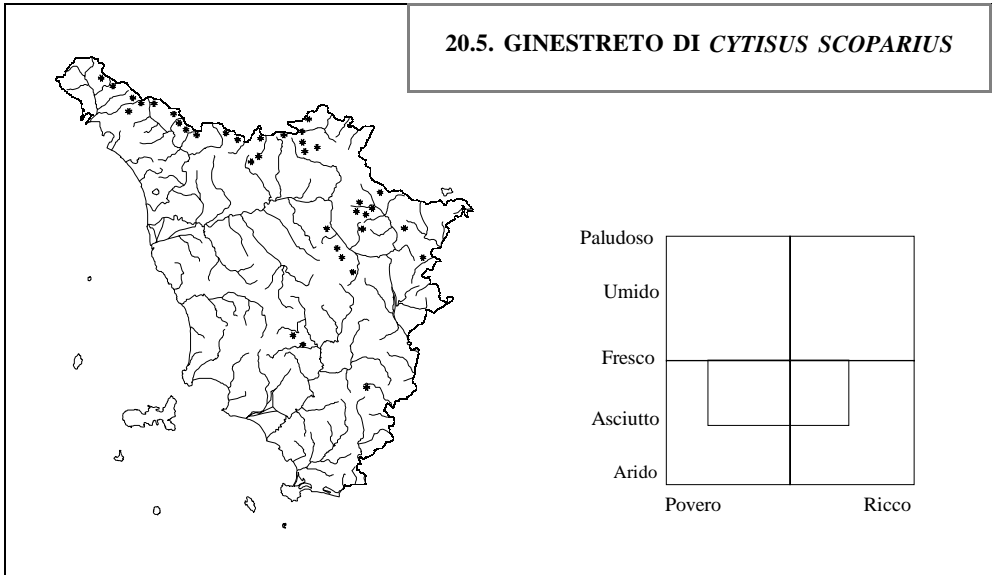 20.5. GINESTRETO DI CYTISUS SCOPARIUS
Paludoso
Umido
Fresco
Asciutto
Arido
Povero Ricco